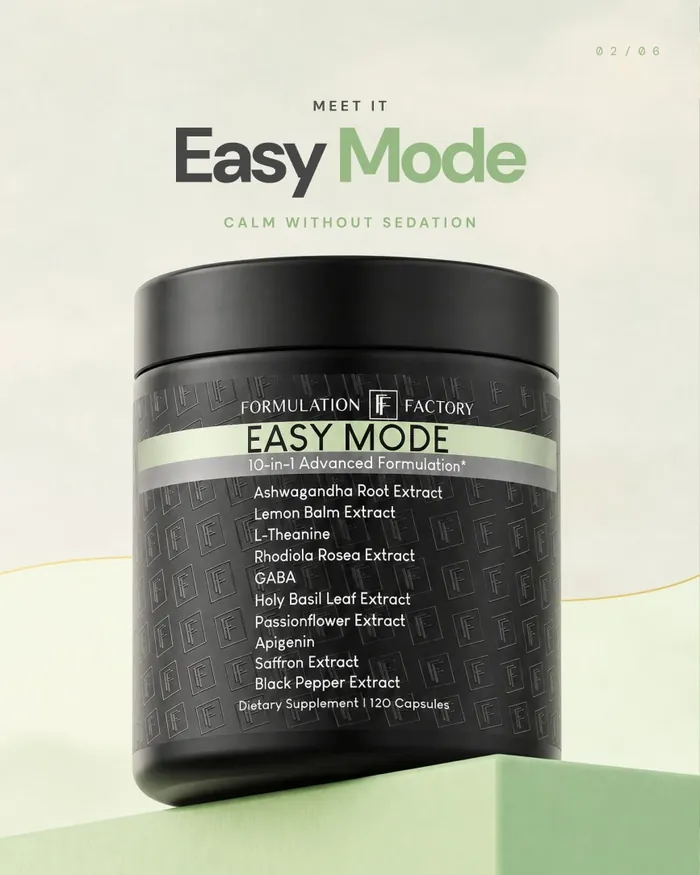 02/06
MEET IT
Easy Mode
CALM WITHOUT SEDATION
FORMULATION FF FACTORY
EASY MODE
10-in-1 Advanced Formulation*
Ashwagandha Root Extract
Lemon Balm Extract
L-Theanine
Rhodiola Rosea Extract
GABA
Holy Basil Leaf Extract
Passionflower Extract
Apigenin
Saffron Extract
Black Pepper Extract
Dietary Supplement | 120 Capsules